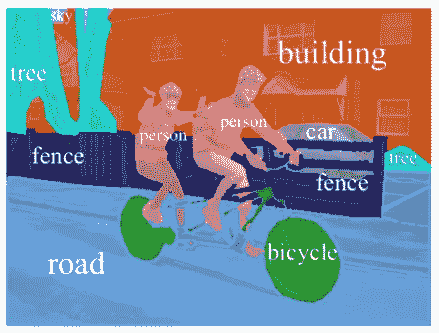 sky
building
tree
person
person
car
fence
tree
fence
bicycle
road